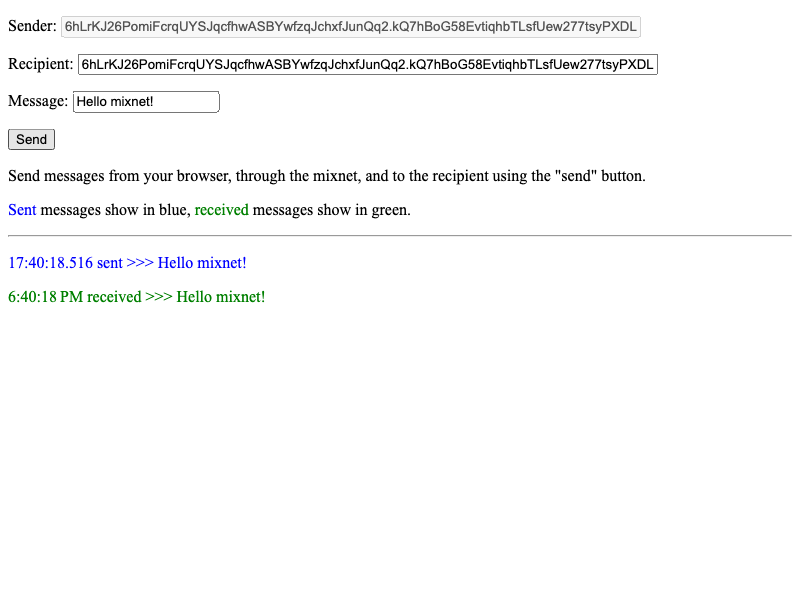 Sender: 6hLrKJ26PomiFcrqUYSJqcfhwASBYwfzqJchxfJunQq2.kQ7hBoG58EvtiqhbTLsfUew277tsyPXDL
Recipient: 6hLrKJ26PomiFcrqUYSJqcfhwASBYwfzqJchxfJunQq2.kQ7hBoG58EvtiqhbTLsfUew277tsyPXDL
Message: Hello mixnet!
Send
Send messages from your browser, through the mixnet, and to the recipient using the "send" button.
Sent messages show in blue, received messages show in green.
17:40:18.516 sent >>> Hello mixnet!
6:40:18 PM received >>> Hello mixnet!